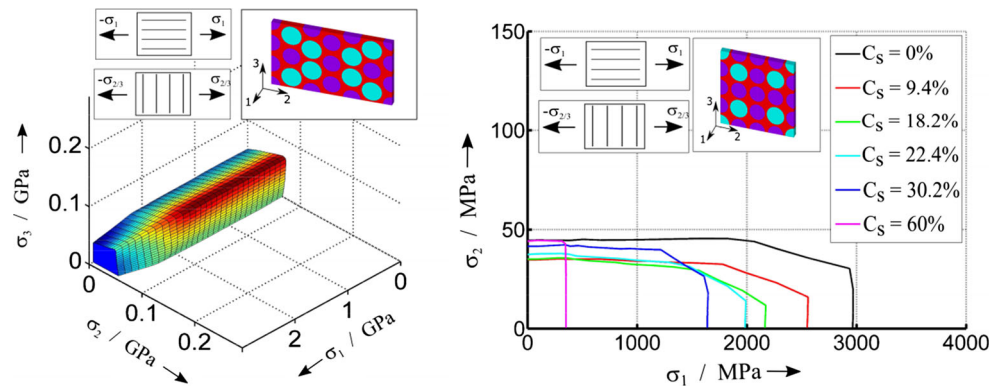 -σ1 σ1
-σ2/3 σ2/3
3
1 2
σ3 / GPa
0.2
0.1
0
0
0.1
0.2
σ2 / GPa
0
1
2
σ1 / GPa
-σ1 σ1
-σ2/3 σ2/3
3
1 2
CS = 0%
CS = 9.4%
CS = 18.2%
CS = 22.4%
CS = 30.2%
CS = 60%
σ2 / MPa
150
100
50
0
0 1000 2000 3000 4000
σ1 / MPa